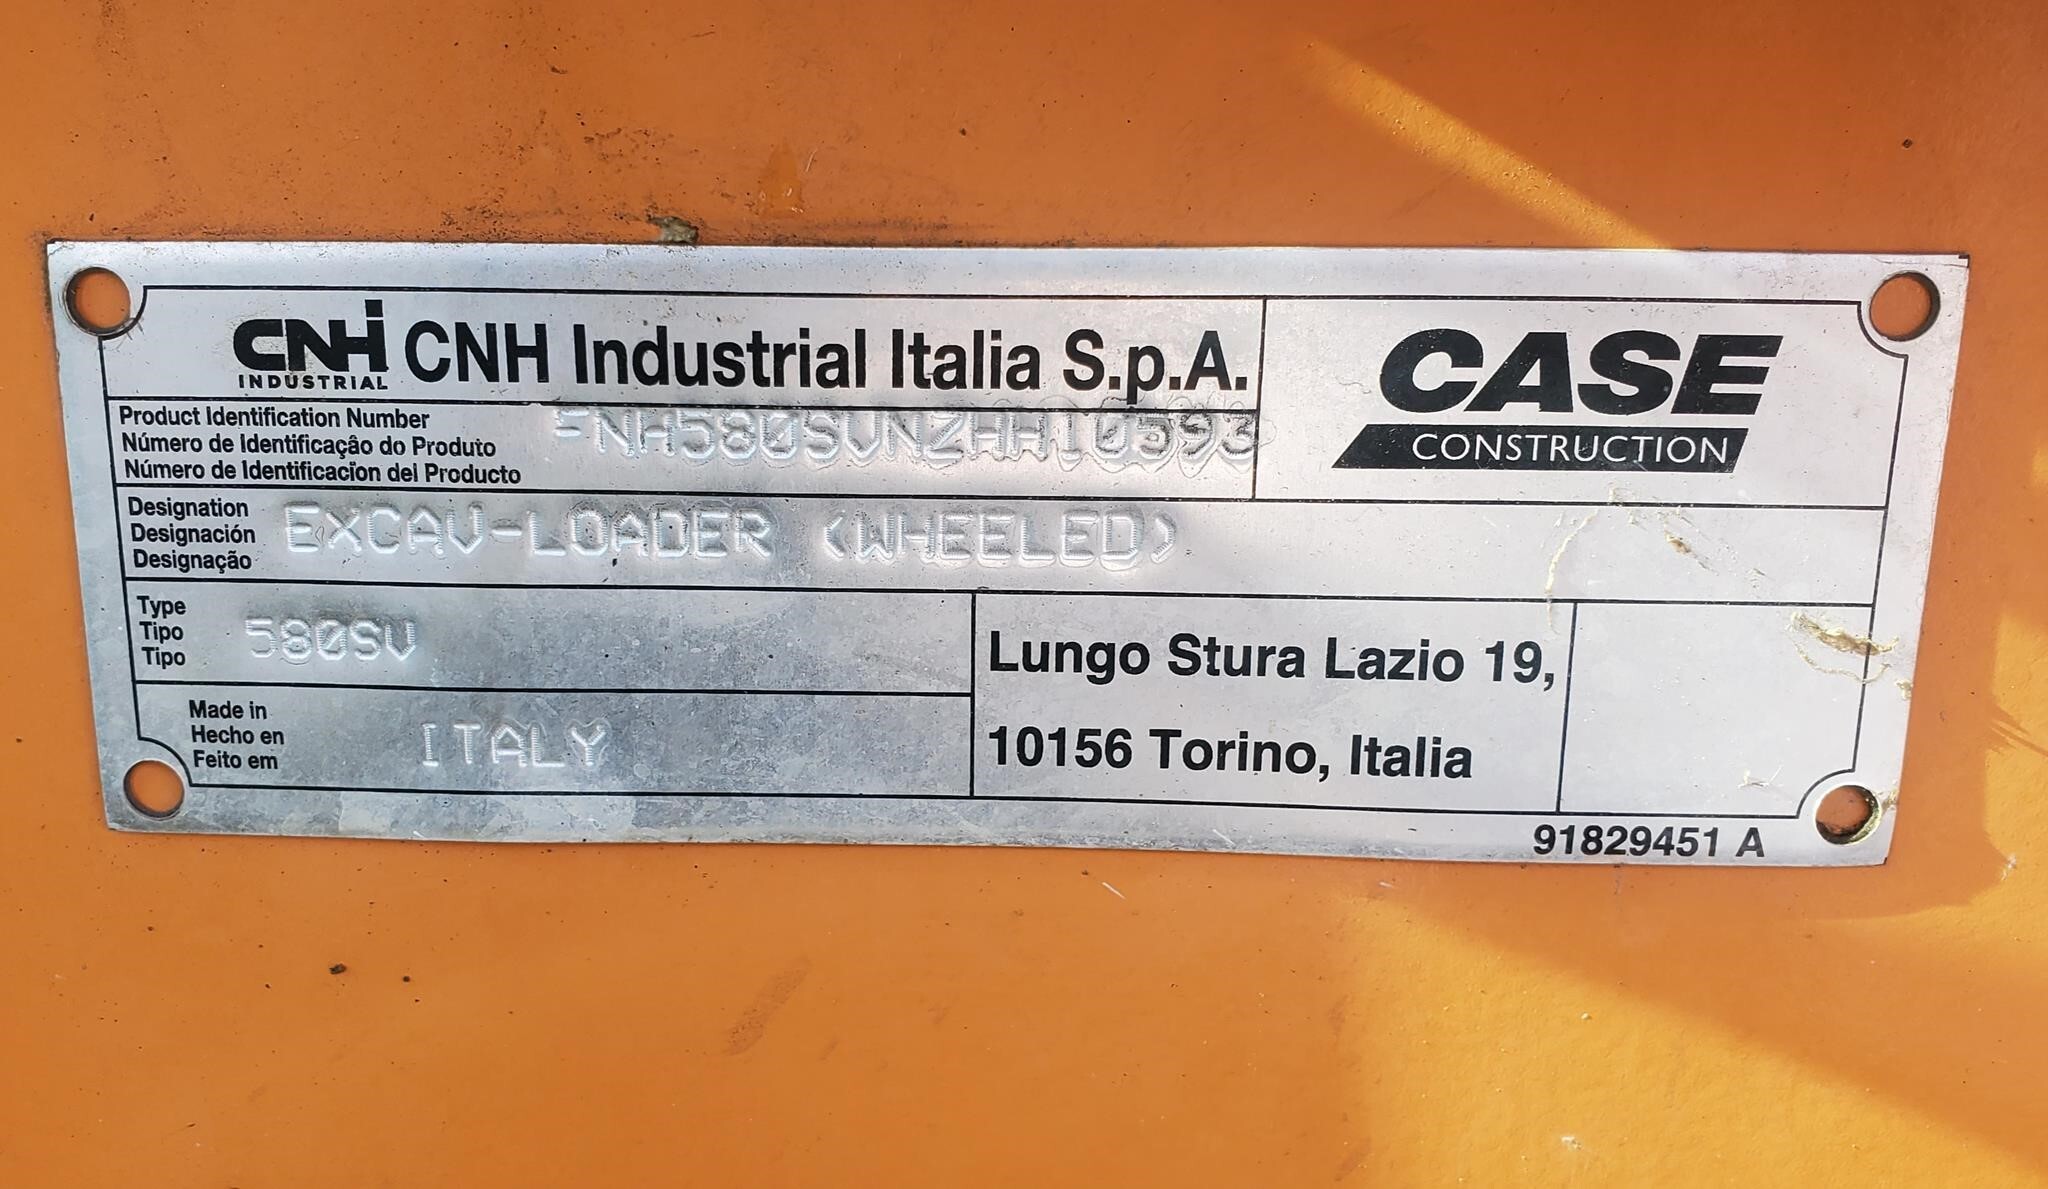 CNH INDUSTRIAL CNH Industrial Italia S.p.A.
CASE
CONSTRUCTION
Product Identification Number
Número de Identificação do Produto
Número de Identificacion del Producto
FNH580SVNZHH10593
Designation
Designación
Designação
EXCAV-LOADER (WHEELED)
Type
Tipo
Tipo
580SV
Made in
Hecho en
Feito em
ITALY
Lungo Stura Lazio 19,
10156 Torino, Italia
91829451 A